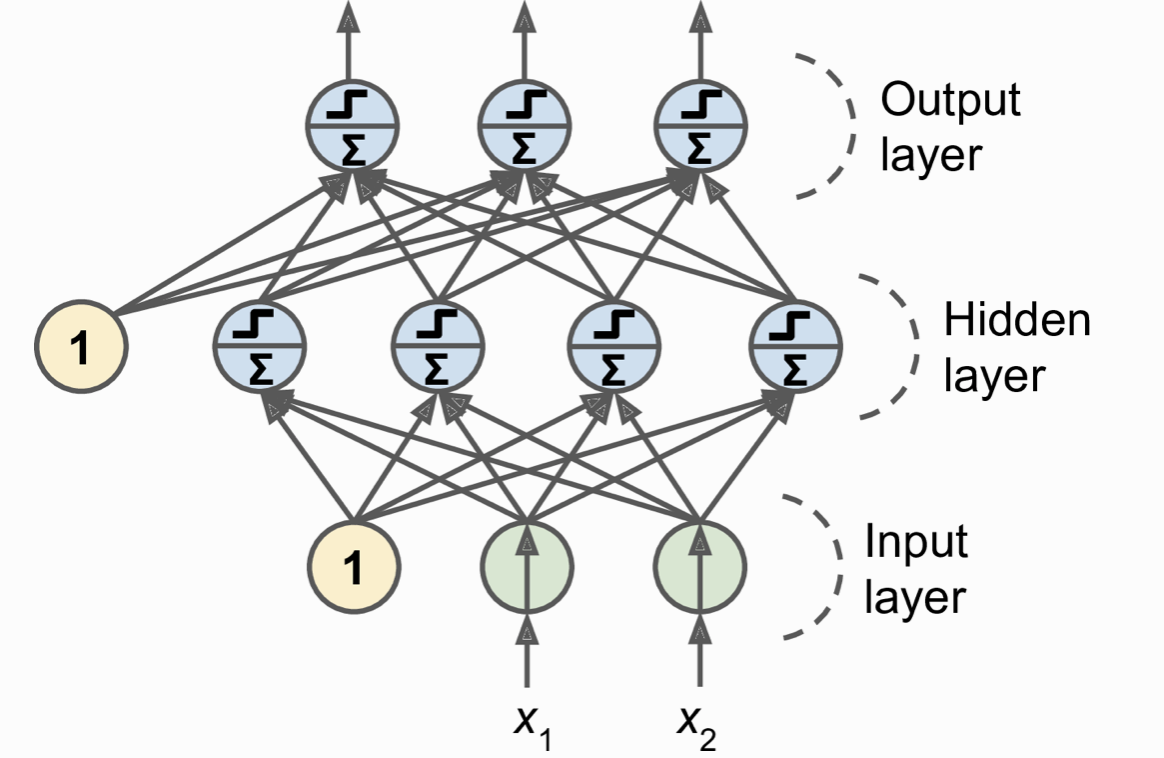 Output
layer
Σ Σ Σ
Hidden
layer
1 Σ Σ Σ Σ
Input
layer
1
x1 x2